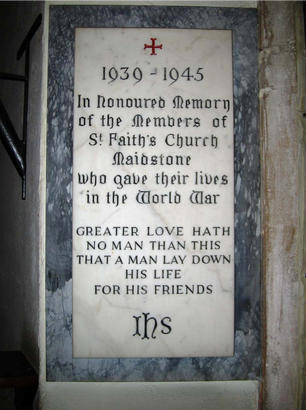 1939 - 1945
In honoured Memory
of the Members of
St Faith's Church
Maidstone
who gave their lives
in the World War
GREATER LOVE HATH
NO MAN THAN THIS
THAT A MAN LAY DOWN
HIS LIFE
FOR HIS FRIENDS
IhS